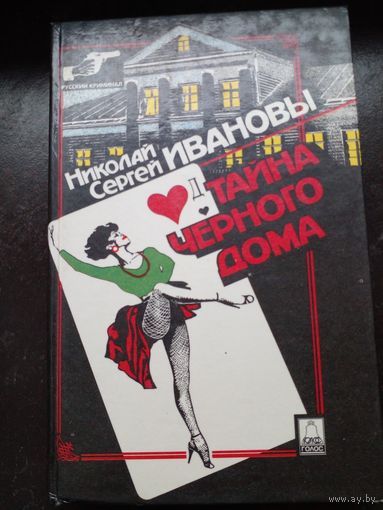 РУССКИЙ КРИМИНАЛ
НИКОЛАЙ
СЕРГЕЙ ИВАНОВЫ
Д
ТАЙНА
ЧЕРНОГО
ДОМА
ГОЛОС
www.ay.by